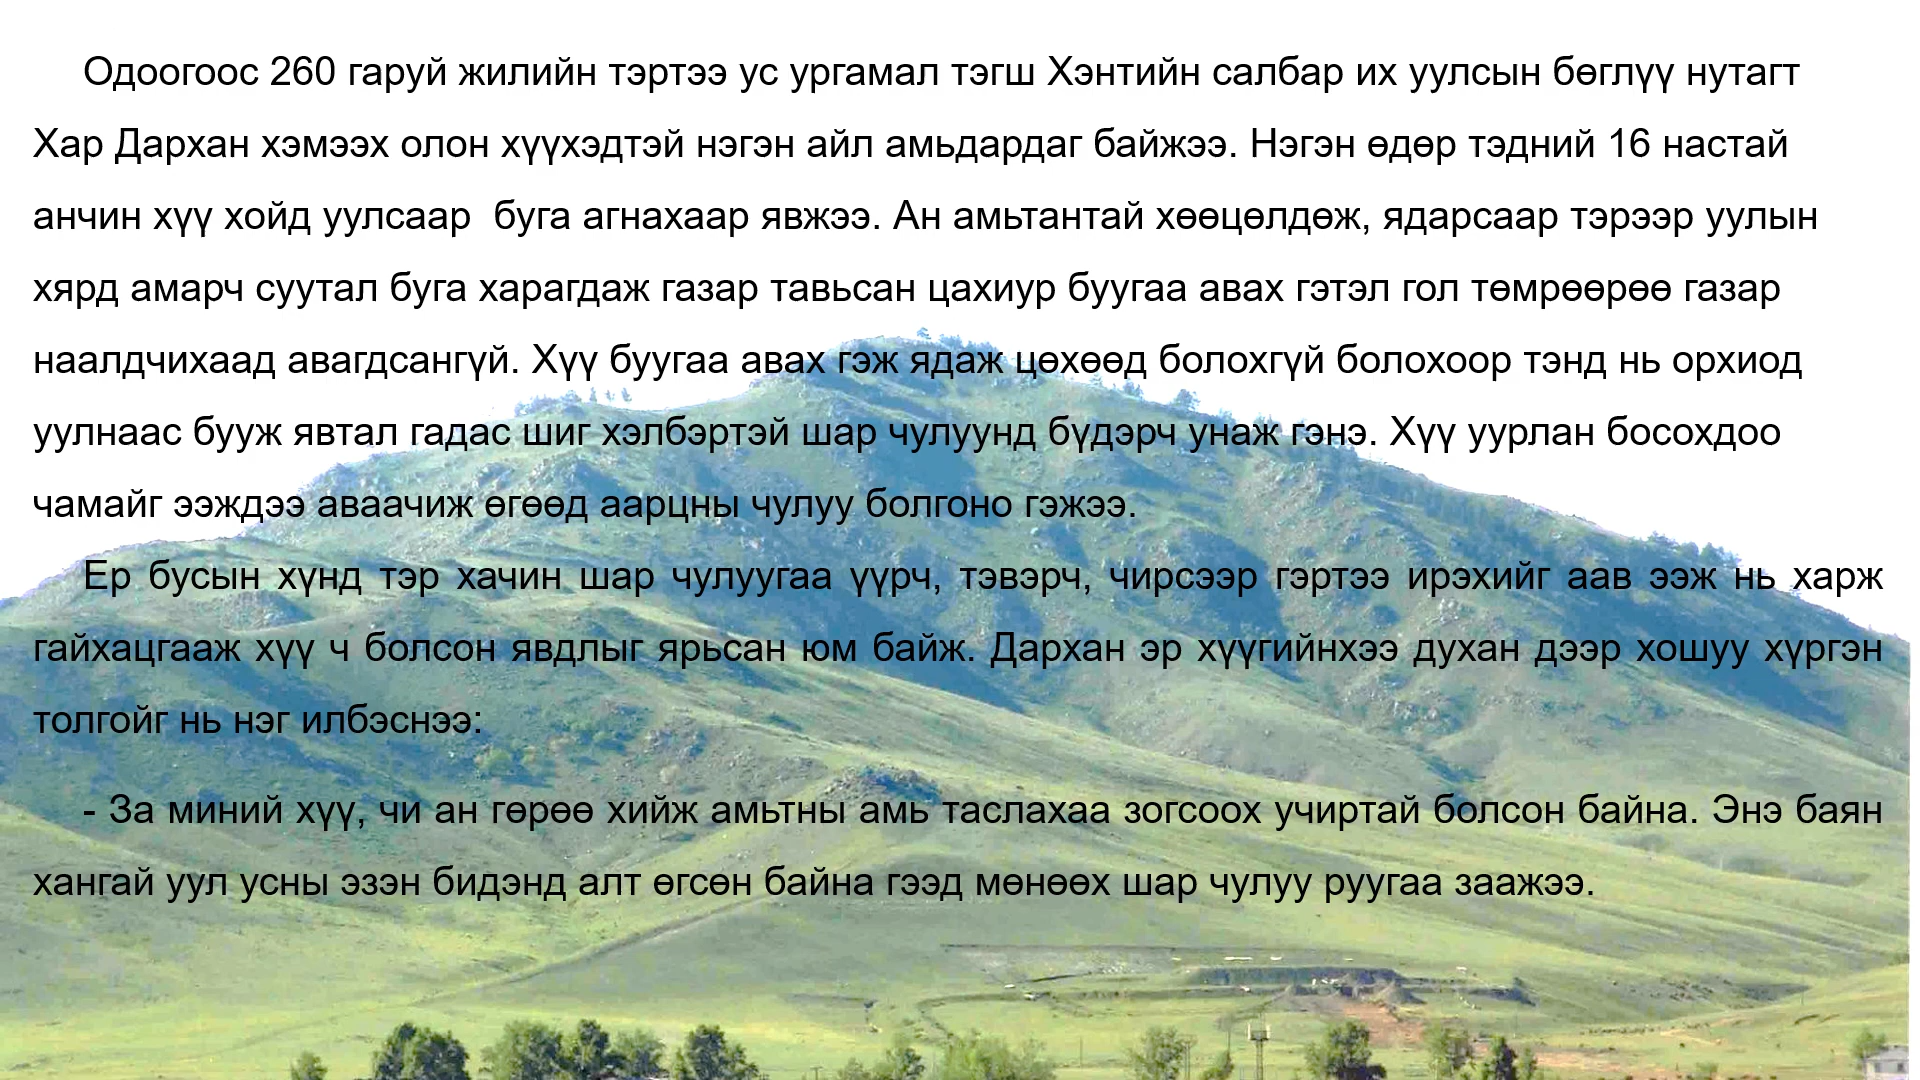 Одоогоос 260 гаруй жилийн тэртээ ус ургамал тэгш Хэнтийн салбар их уулсын бөглүү нутагт
Хар Дархан хэмээх олон хүүхэдтэй нэгэн айл амьдардаг байжээ. Нэгэн өдөр тэдний 16 настай
анчин хүү хойд уулсаар  буга агнахаар явжээ. Ан амьтантай хөөцөлдөж, ядарсаар тэрээр уулын
хярд амарч суутал буга харагдаж газар тавьсан цахиур буугаа авах гэтэл гол төмрөөрөө газар
наалдчихаад авагдсангүй. Хүү буугаа авах гэж ядаж цөхөөд болохгүй болохоор тэнд нь орхиод
уулнаас бууж явтал гадас шиг хэлбэртэй шар чулуунд бүдэрч унаж гэнэ. Хүү уурлан босохдоо
чамайг ээждээ аваачиж өгөөд аарцны чулуу болгоно гэжээ.
Ер бусын хүнд тэр хачин шар чулуугаа үүрч, тэвэрч, чирсээр гэртээ ирэхийг аав ээж нь харж
гайхацгааж хүү ч болсон явдлыг ярьсан юм байж. Дархан эр хүүгийнхээ духан дээр хошуу хүргэн
толгойг нь нэг илбэснээ:
- За миний хүү, чи ан гөрөө хийж амьтны амь таслахаа зогсоох учиртай болсон байна. Энэ баян
хангай уул усны эзэн бидэнд алт өгсөн байна гээд мөнөөх шар чулуу руугаа заажээ.